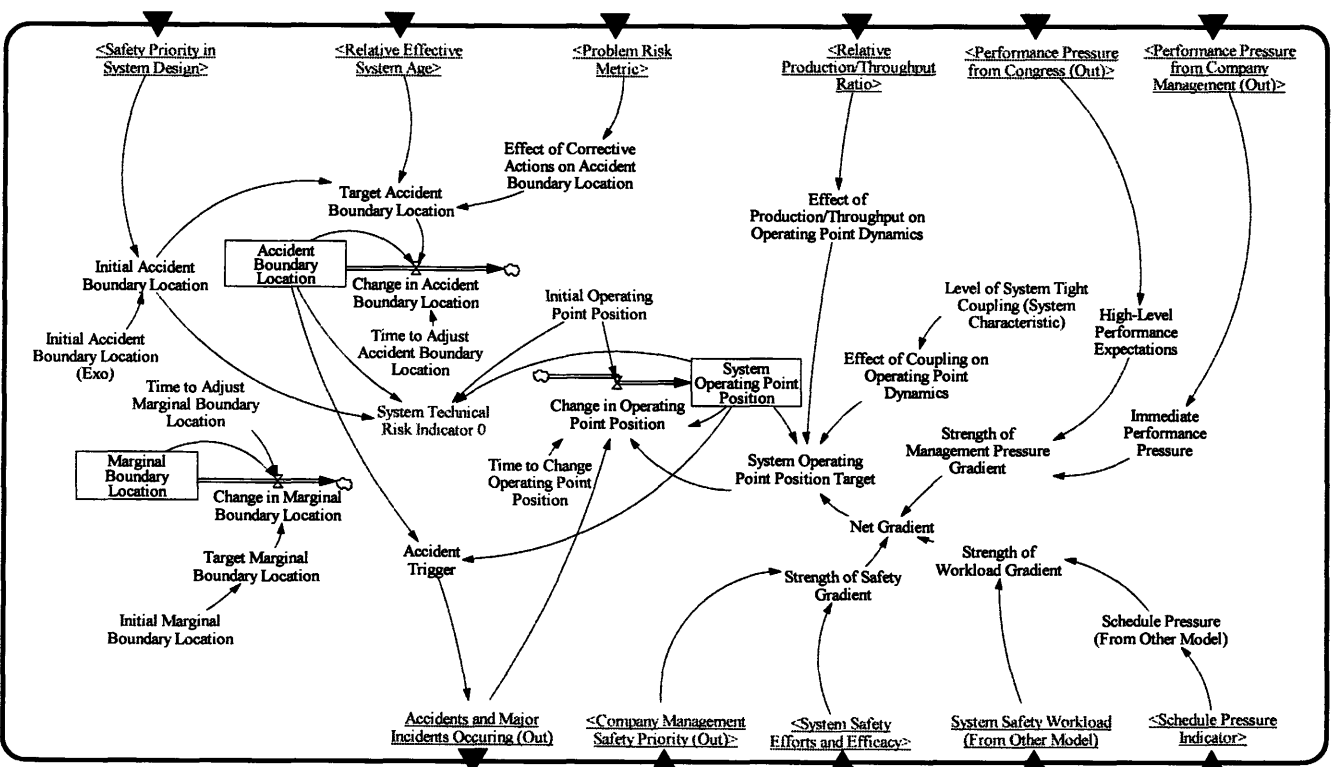 <Safety Priority in
System Design>
<Relative Effective
System Age>
<Problem Risk
Metric>
<Relative
Production/Throughput
Ratio>
<Performance Pressure
from Congress (Out)>
<Performance Pressure
from Company
Management (Out)>
Effect of Corrective
Actions on Accident
Boundary Location
Target Accident
Boundary Location
Effect of
Production/Throughput on
Operating Point Dynamics
Accident
Boundary
Location
Initial Accident
Boundary Location
Change in Accident
Boundary Location
Initial Operating
Point Position
Level of System Tight
Coupling (System
Characteristic)
High-Level
Performance
Expectations
Initial Accident
Boundary Location
(Exo)
Time to Adjust
Accident Boundary
Location
Effect of Coupling on
Operating Point
Dynamics
System
Operating Point
Position
Time to Adjust
Marginal Boundary
Location
System Technical
Risk Indicator 0
Change in Operating
Point Position
Immediate
Performance
Pressure
Strength of
Management Pressure
Gradient
Marginal
Boundary
Location
Time to Change
Operating Point
Position
System Operating
Point Position Target
Change in Marginal
Boundary Location
Net Gradient
Target Marginal
Boundary Location
Accident
Trigger
Strength of Safety
Gradient
Strength of
Workload Gradient
Initial Marginal
Boundary Location
Schedule Pressure
(From Other Model)
Accidents and Major
Incidents Occuring (Out)
<Company Management
Safety Priority (Out)>
<System Safety
Efforts and Efficacy>
System Safety Workload
(From Other Model)
<Schedule Pressure
Indicator>